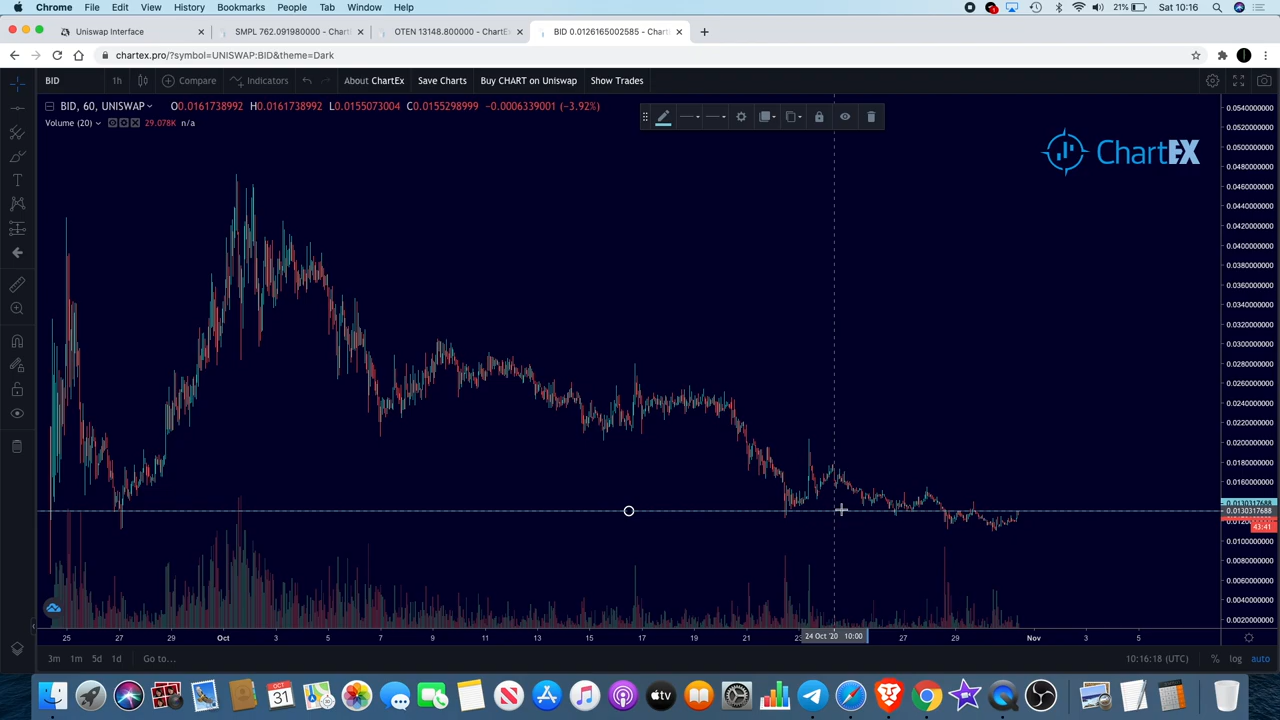 Chrome File Edit View History Bookmarks People Tab Window Help 21% Sat 10:16
Uniswap Interface SMPL 762.091980000 - Chart OTEN 13148.800000 - ChartEx BID 0.0126165002585 - Chart
chartex.pro/?symbol=UNISWAP:BID&theme=Dark
BID 1h Compare Indicators About ChartEx Save Charts Buy CHART on Uniswap Show Trades
BID, 60, UNISWAP O0.0161738992 H0.0161738992 L0.0155073004 C0.0155298999 −0.0006339001 (−3.92%)
Volume (20) 29.078K n/a
ChartEX
0.0540000000
0.0520000000
0.0500000000
0.0480000000
0.0460000000
0.0440000000
0.0420000000
0.0400000000
0.0380000000
0.0360000000
0.0340000000
0.0320000000
0.0300000000
0.0280000000
0.0260000000
0.0240000000
0.0220000000
0.0200000000
0.0180000000
0.0160000000
0.0130317688
0.0130317688
43:41
0.0100000000
0.0080000000
0.0060000000
0.0040000000
0.0020000000
25 27 29 Oct 3 5 7 9 11 13 15 17 19 21 24 Oct '20 10:00 27 29 Nov 3 5
3m 1m 5d 1d Go to... 10:16:18 (UTC) % log auto
OCT
31